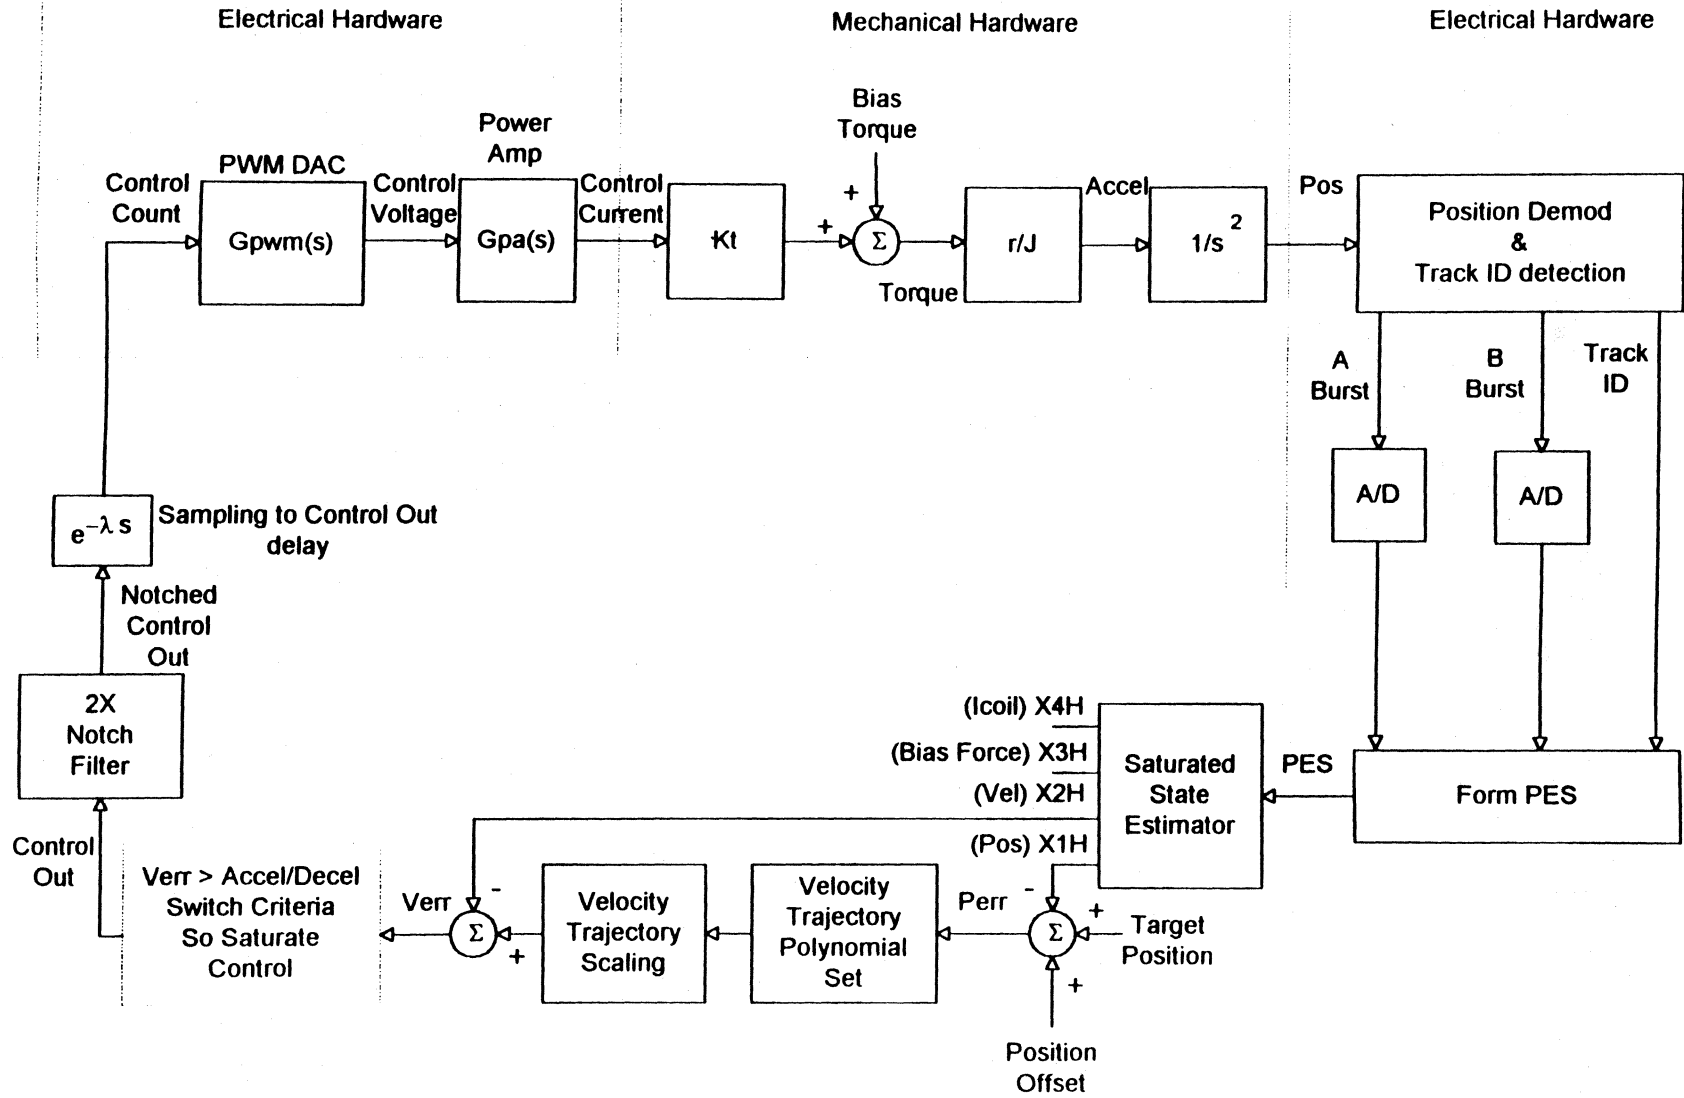 Electrical Hardware
Mechanical Hardware
Electrical Hardware
Bias
Torque
Power
Amp
PWM DAC
Control
Count
Gpwm(s)
Control
Voltage
Gpa(s)
Control
Current
Kt
+
+
Σ
Torque
r/J
Accel
1/s 2
Pos
Position Demod
&
Track ID detection
A
Burst
B
Burst
Track
ID
A/D
A/D
e−λ s
Sampling to Control Out
delay
Notched
Control
Out
2X
Notch
Filter
Control
Out
(Icoil) X4H
(Bias Force) X3H
(Vel) X2H
(Pos) X1H
Saturated
State
Estimator
PES
Form PES
Verr > Accel/Decel
Switch Criteria
So Saturate
Control
Verr
-
Σ
+
Velocity
Trajectory
Scaling
Velocity
Trajectory
Polynomial
Set
Perr
-
Σ
+
+
Target
Position
Position
Offset